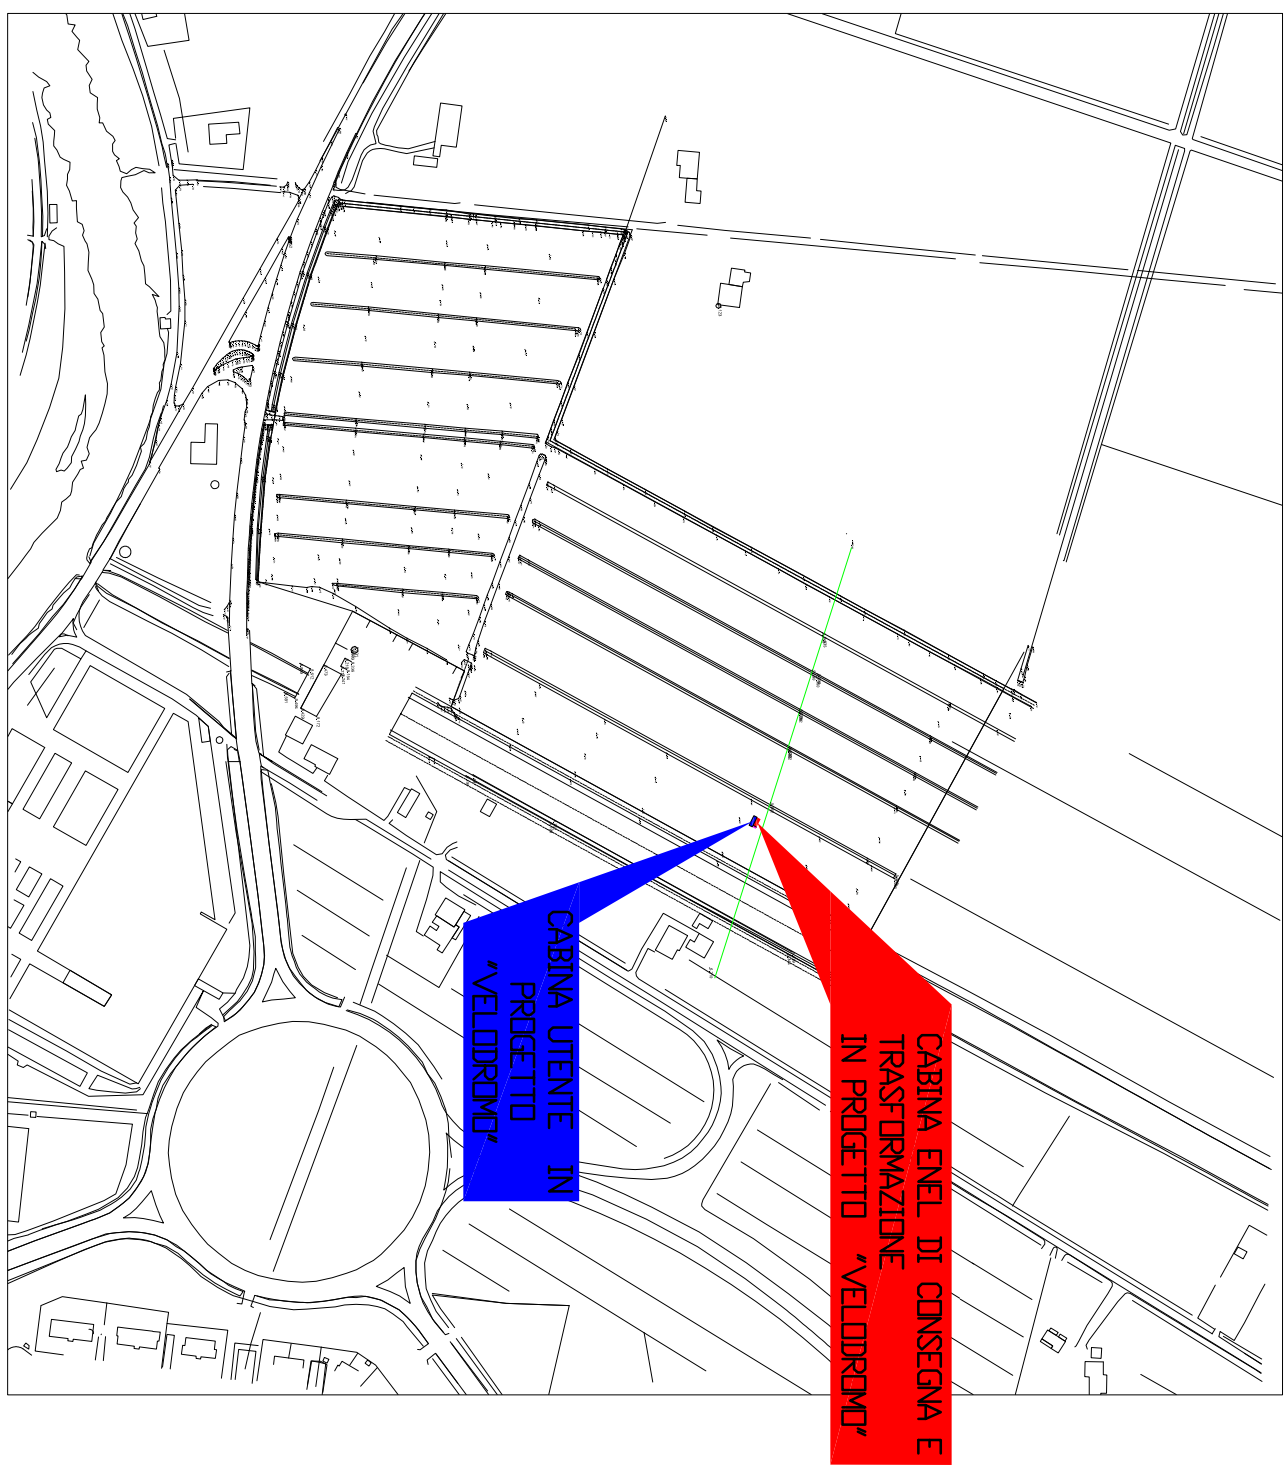 CABINA UTENTE IN
PROGETTO
"VELODROMO"
CABINA ENEL DI CONSEGNA E
TRASFORMAZIONE
IN PROGETTO "VELODROMO"